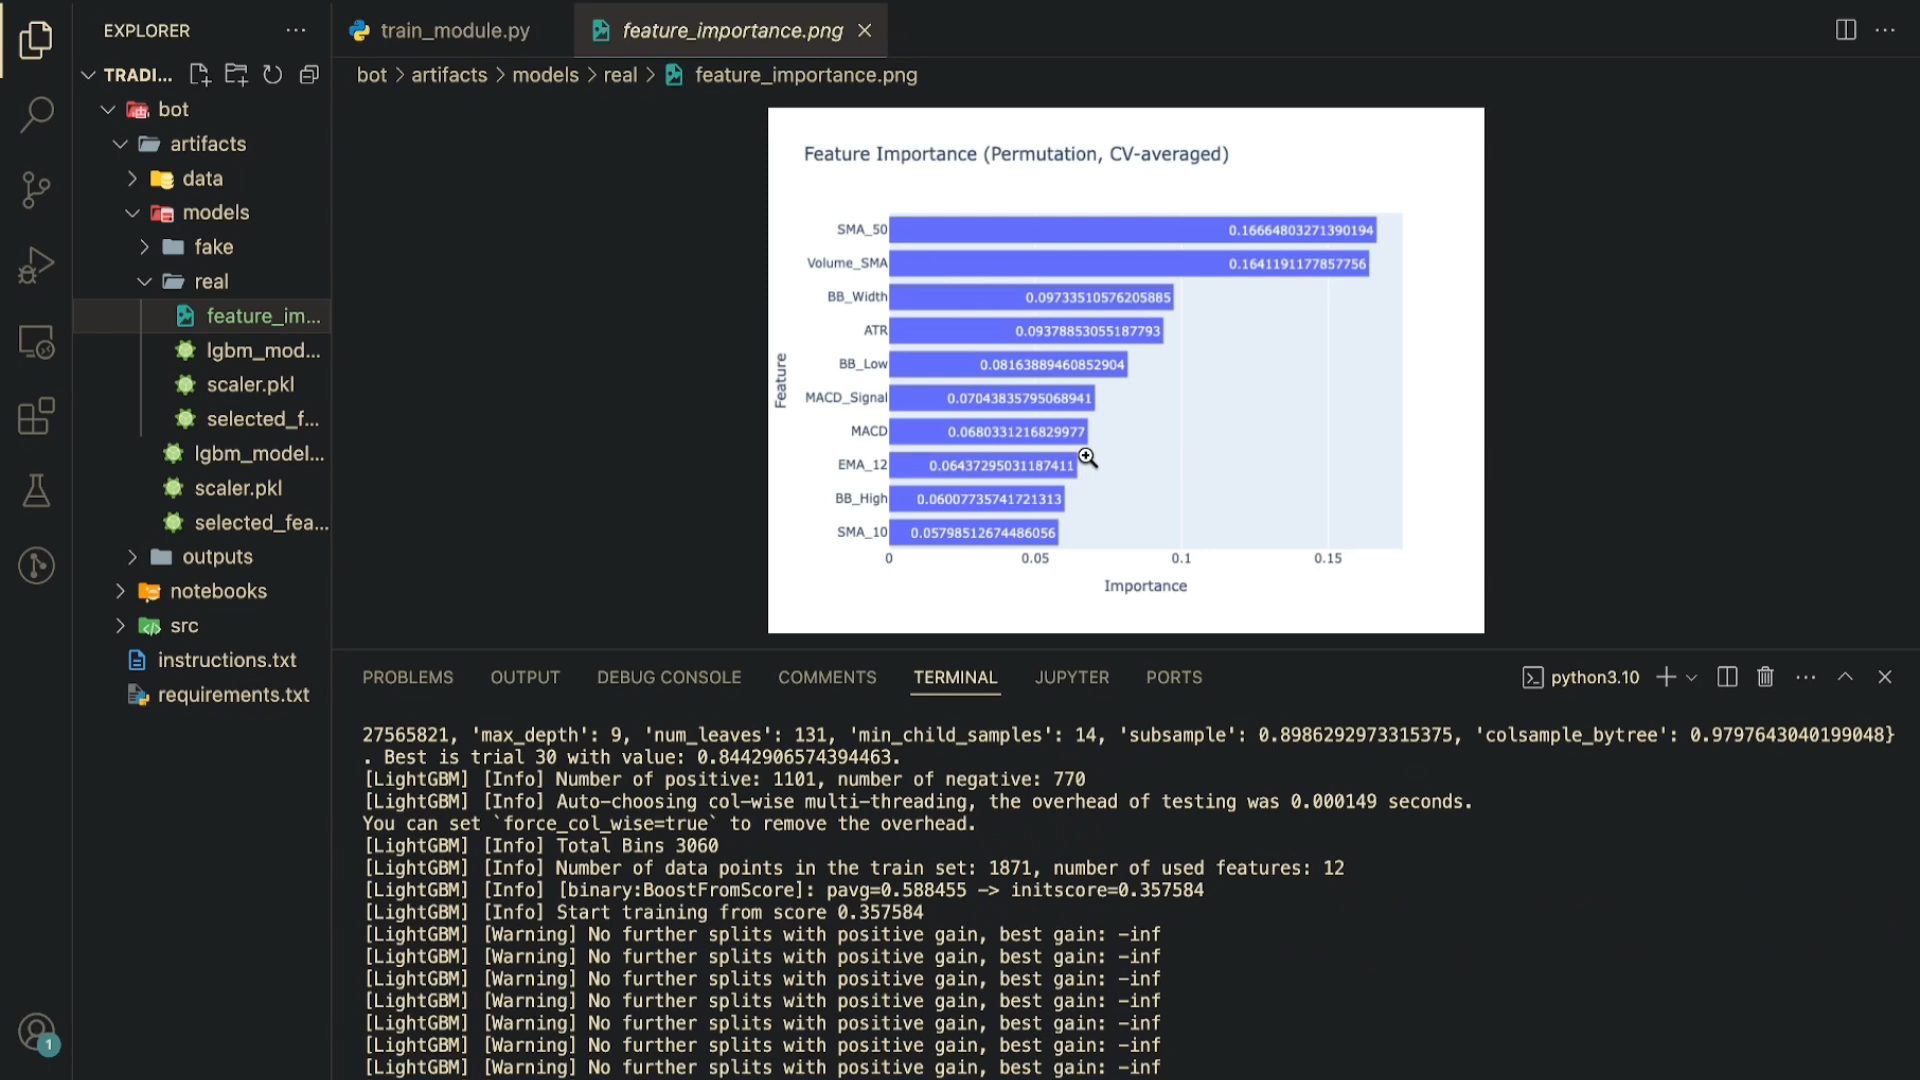 EXPLORER
TRADI...
bot
artifacts
data
models
fake
real
feature_im...
lgbm_mod...
scaler.pkl
selected_f...
lgbm_model...
scaler.pkl
selected_fea...
outputs
notebooks
src
instructions.txt
requirements.txt
1
train_module.py
feature_importance.png
bot > artifacts > models > real > feature_importance.png
Feature Importance (Permutation, CV-averaged)
Feature
SMA_50 0.16664803271390194
Volume_SMA 0.1641191177857756
BB_Width 0.09733510576205885
ATR 0.09378853055187793
BB_Low 0.08163889460852904
MACD_Signal 0.07043835795068941
MACD 0.0680331216829977
EMA_12 0.06437295031187411
BB_High 0.06007735741721313
SMA_10 0.05798512674486056
0 0.05 0.1 0.15
Importance
PROBLEMS OUTPUT DEBUG CONSOLE COMMENTS TERMINAL JUPYTER PORTS
python3.10
27565821, 'max_depth': 9, 'num_leaves': 131, 'min_child_samples': 14, 'subsample': 0.8986292973315375, 'colsample_bytree': 0.9797643040199048}
. Best is trial 30 with value: 0.8442906574394463.
[LightGBM] [Info] Number of positive: 1101, number of negative: 770
[LightGBM] [Info] Auto-choosing col-wise multi-threading, the overhead of testing was 0.000149 seconds.
You can set `force_col_wise=true` to remove the overhead.
[LightGBM] [Info] Total Bins 3060
[LightGBM] [Info] Number of data points in the train set: 1871, number of used features: 12
[LightGBM] [Info] [binary:BoostFromScore]: pavg=0.588455 -> initscore=0.357584
[LightGBM] [Info] Start training from score 0.357584
[LightGBM] [Warning] No further splits with positive gain, best gain: -inf
[LightGBM] [Warning] No further splits with positive gain, best gain: -inf
[LightGBM] [Warning] No further splits with positive gain, best gain: -inf
[LightGBM] [Warning] No further splits with positive gain, best gain: -inf
[LightGBM] [Warning] No further splits with positive gain, best gain: -inf
[LightGBM] [Warning] No further splits with positive gain, best gain: -inf
[LightGBM] [Warning] No further splits with positive gain, best gain: -inf